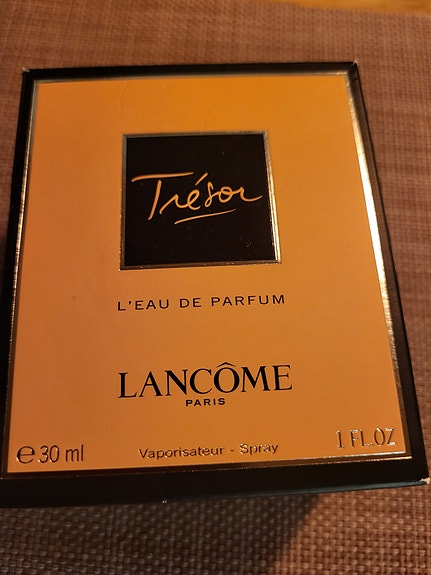 Trésor
L'EAU DE PARFUM
LANCÔME
PARIS
e 30 ml Vaporisateur - Spray 1 FL.OZ